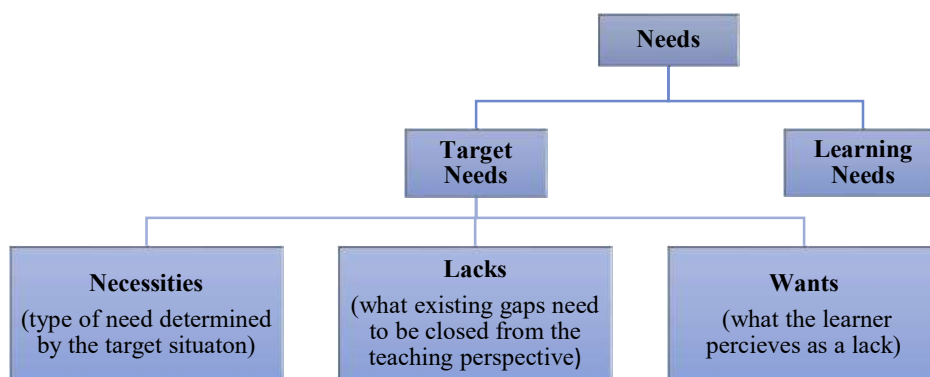 Needs
Target
Needs
Learning
Needs
Necessities
(type of need determined
by the target situaton)
Lacks
(what existing gaps need
to be closed from the
teaching perspective)
Wants
(what the learner
percieves as a lack)